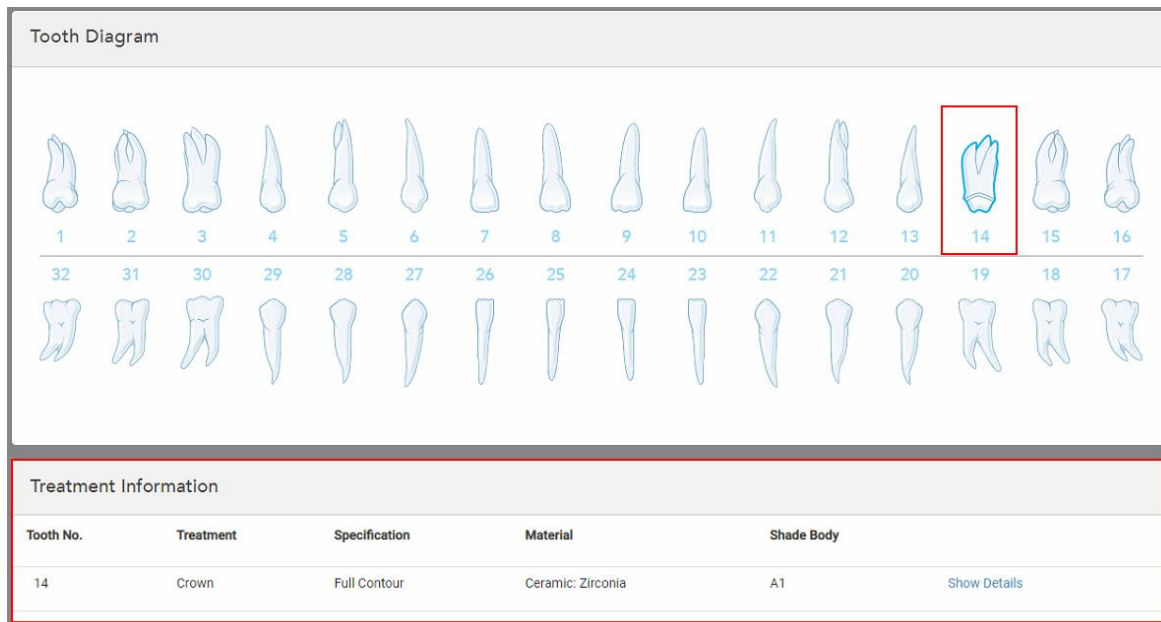 Tooth Diagram
1 2 3 4 5 6 7 8 9 10 11 12 13 14 15 16
32 31 30 29 28 27 26 25 24 23 22 21 20 19 18 17
Treatment Information
Tooth No. Treatment Specification Material Shade Body
14 Crown Full Contour Ceramic: Zirconia A1 Show Details